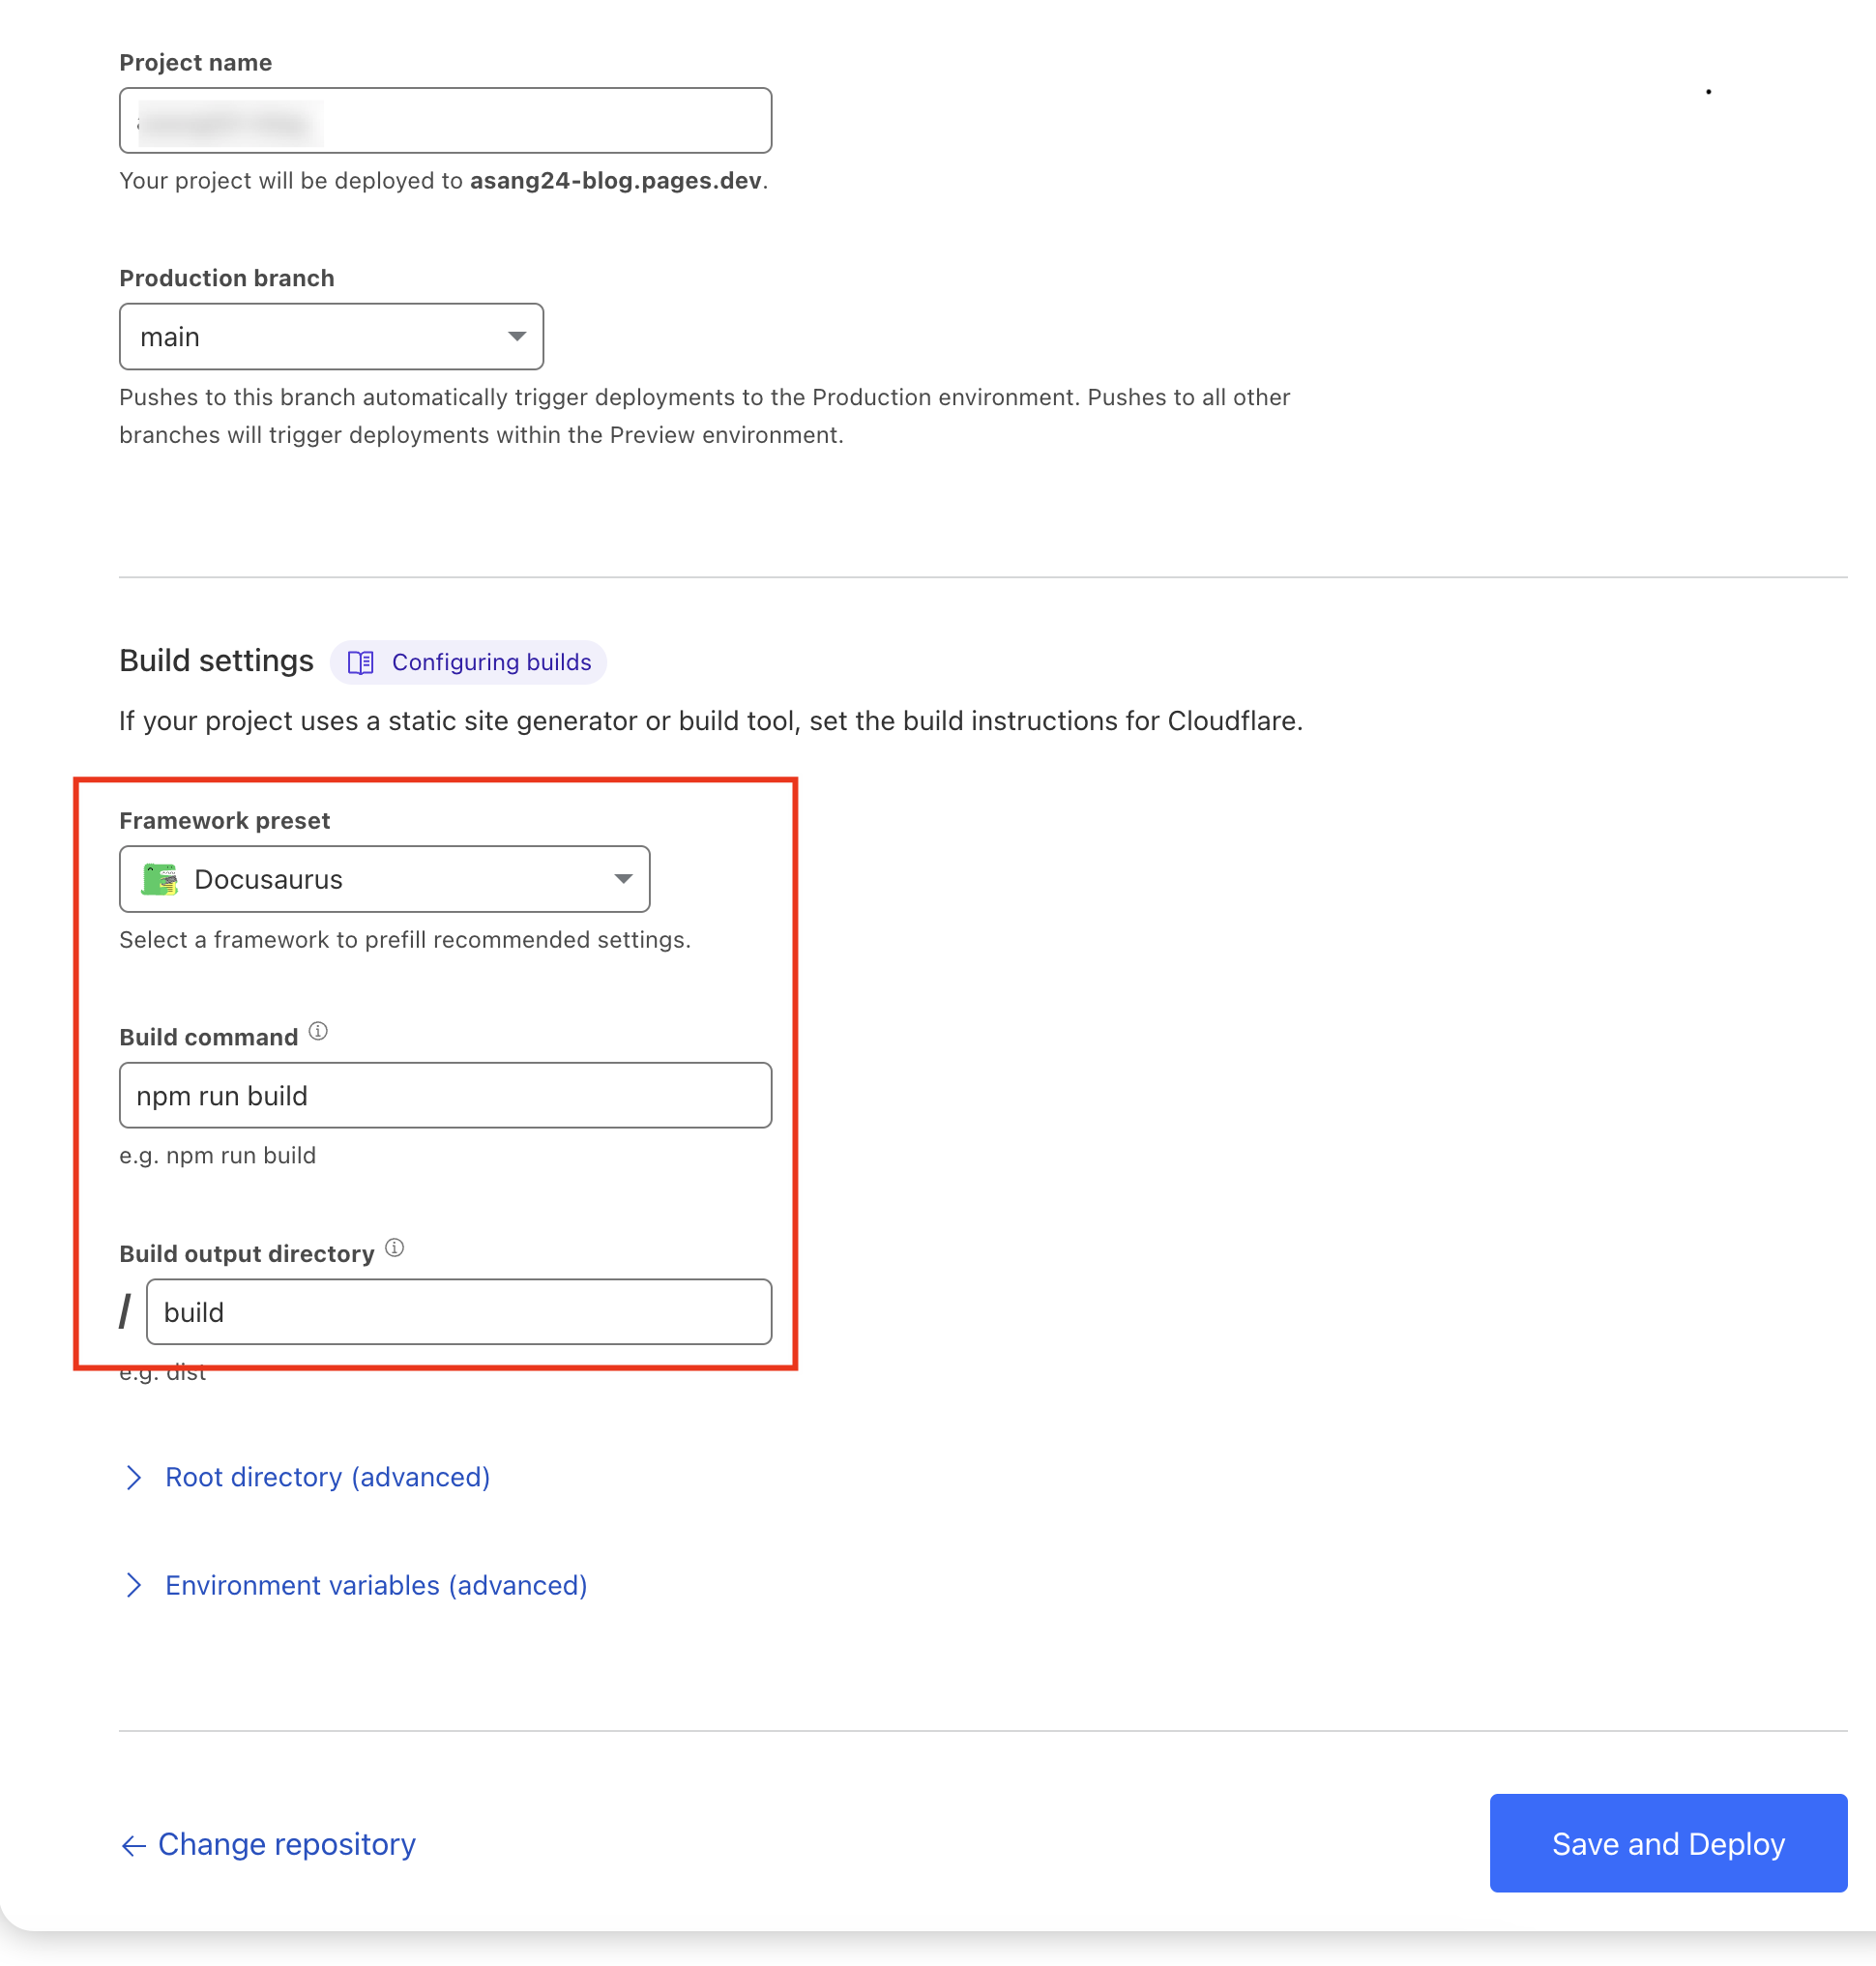 Project name
Your project will be deployed to asang24-blog.pages.dev.
Production branch
main
Pushes to this branch automatically trigger deployments to the Production environment. Pushes to all other
branches will trigger deployments within the Preview environment.
Build settings
Configuring builds
If your project uses a static site generator or build tool, set the build instructions for Cloudflare.
Framework preset
Docusaurus
Select a framework to prefill recommended settings.
Build command
npm run build
e.g. npm run build
Build output directory
/ build
e.g. dist
Root directory (advanced)
Environment variables (advanced)
Change repository
Save and Deploy